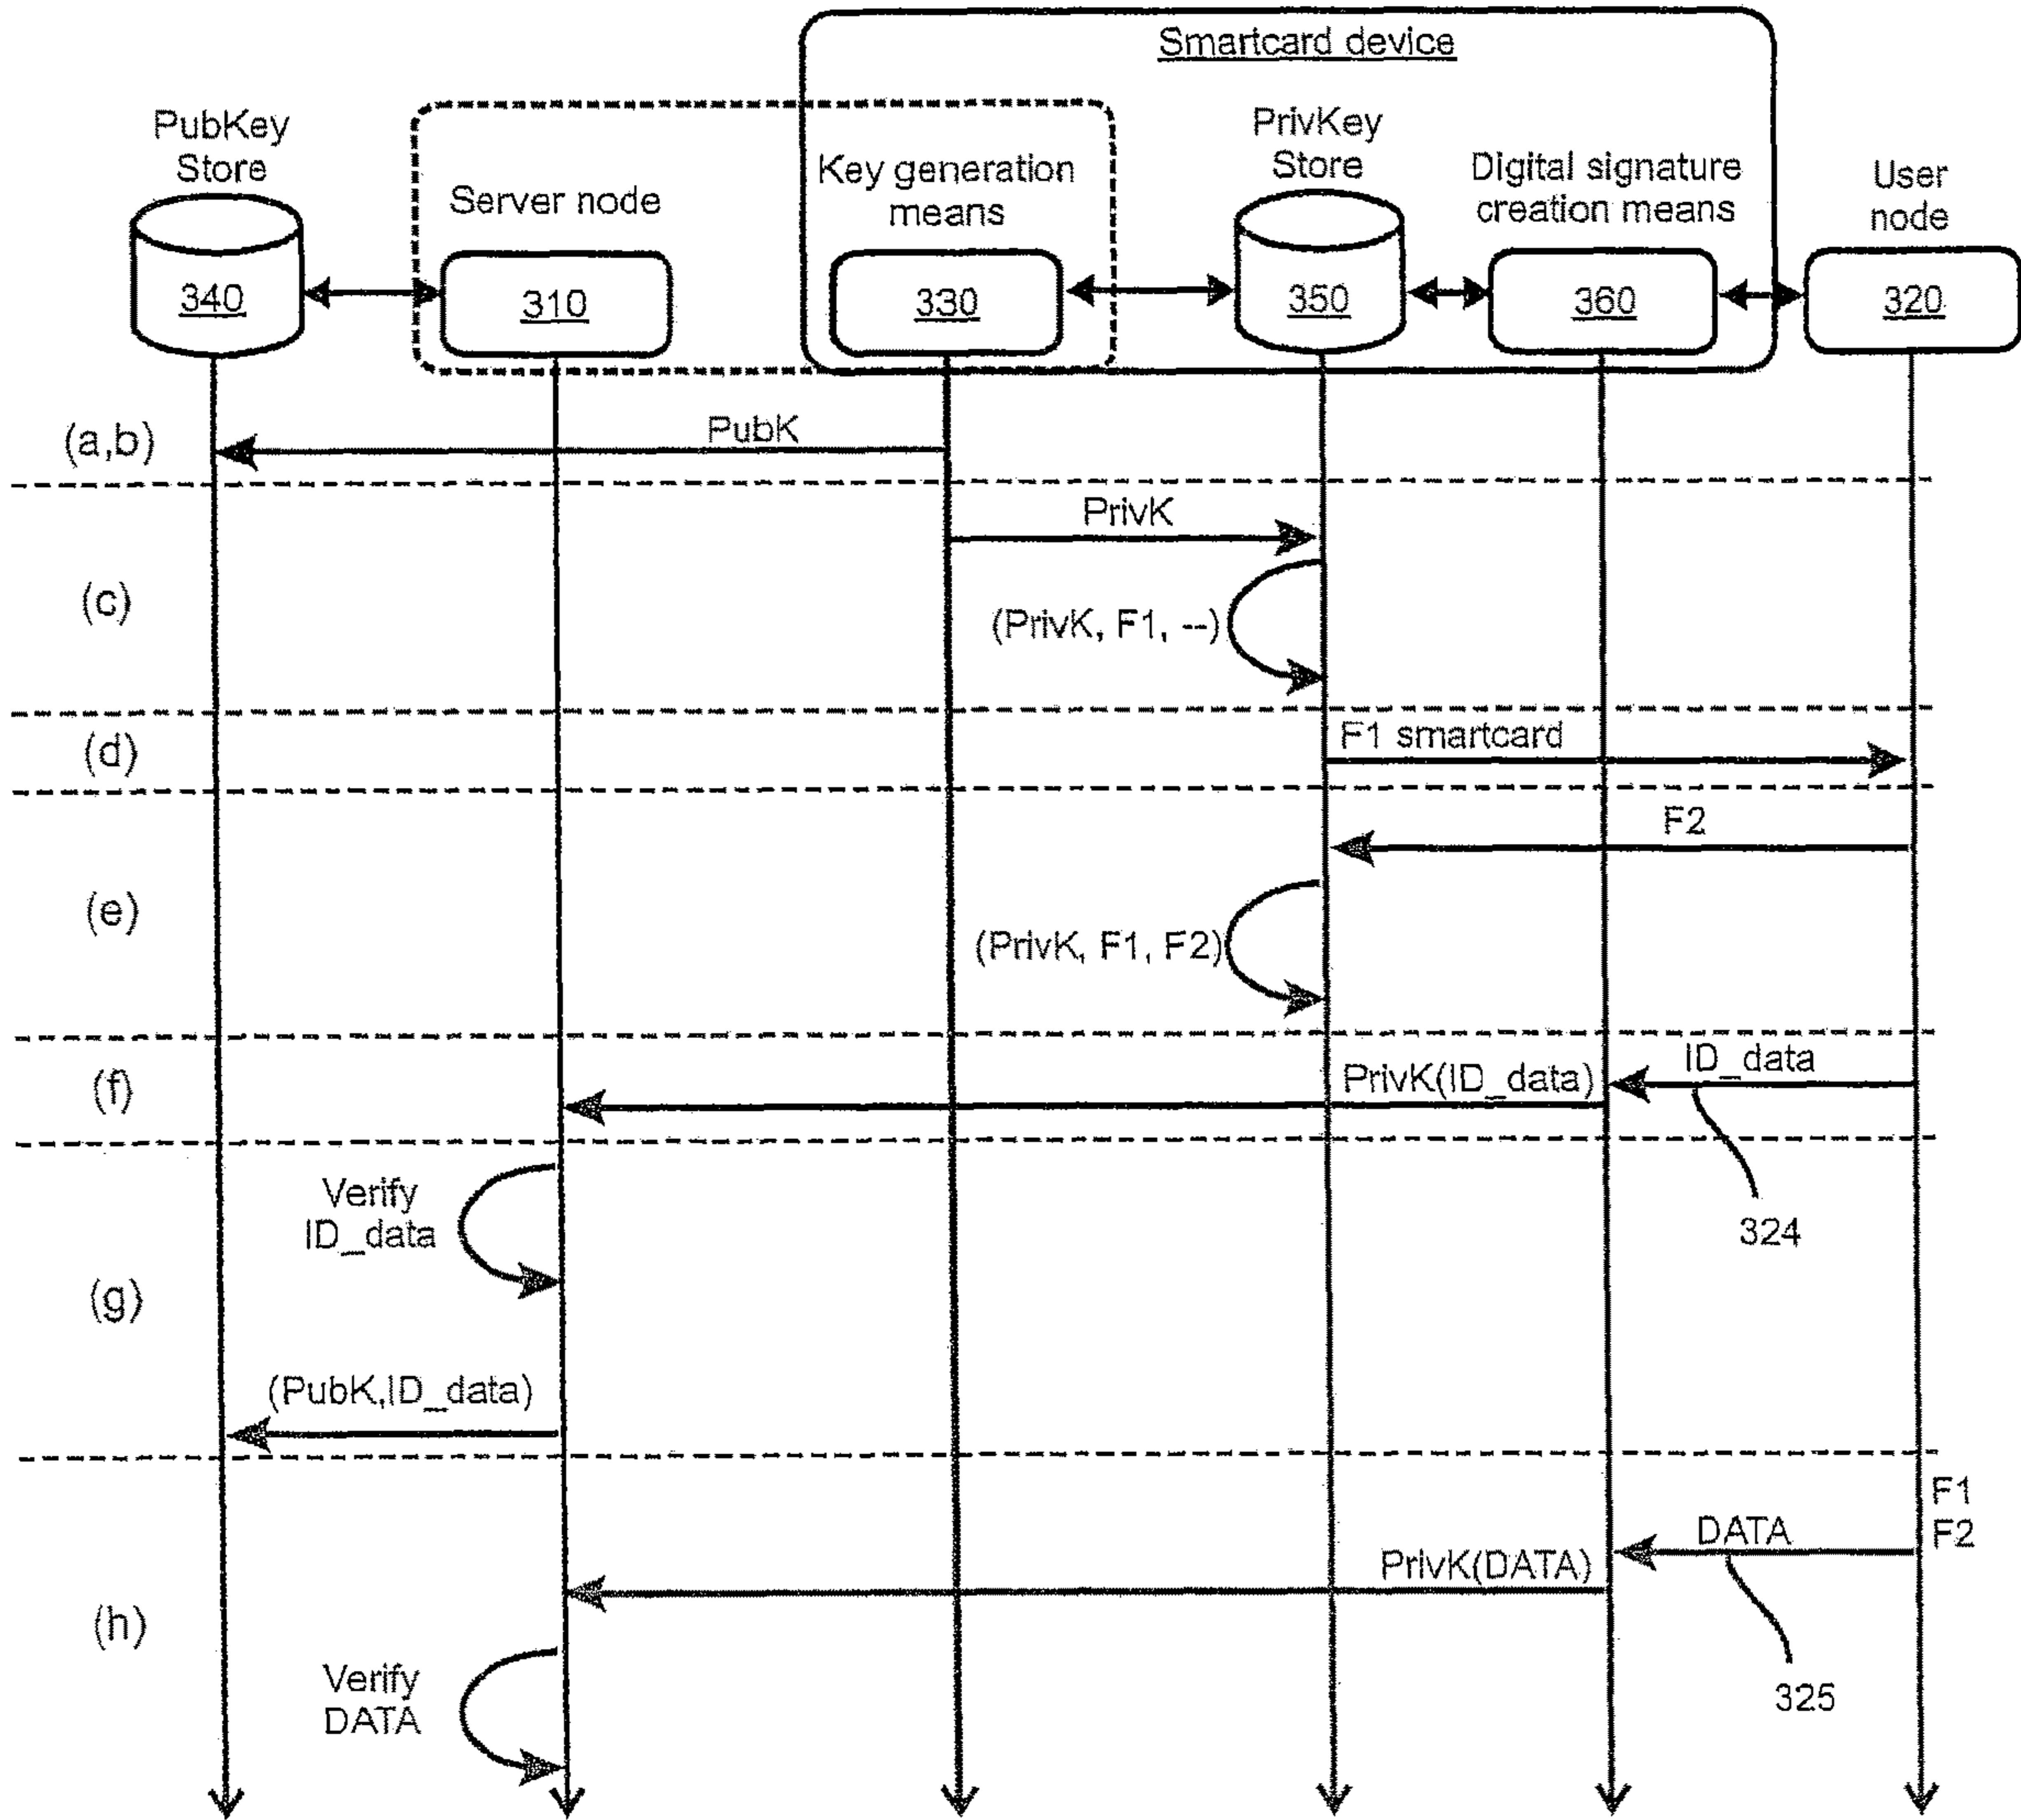 Smartcard device
PubKey
Store
Server node
Key generation
means
PrivKey
Store
Digital signature
creation means
User
node
340
310
330
350
360
320
(a,b)
PubK
PrivK
(c)
(PrivK, F1, --)
(d)
F1 smartcard
F2
(e)
(PrivK, F1, F2)
(f)
PrivK(ID_data)
ID_data
324
Verify
ID_data
(g)
(PubK,ID_data)
F1
F2
DATA
PrivK(DATA)
(h)
325
Verify
DATA